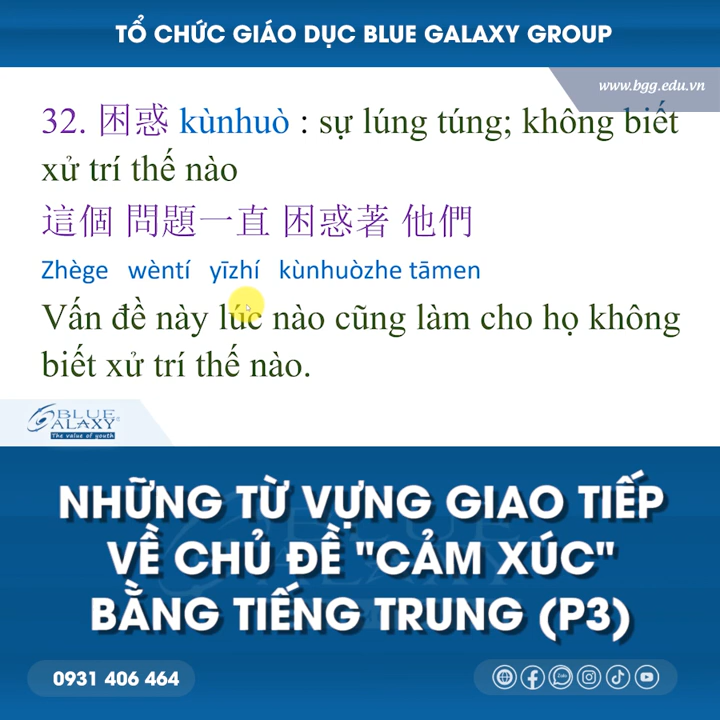 TỔ CHỨC GIÁO DỤC BLUE GALAXY GROUP
www.bgg.edu.vn
32. 困惑 kùnhuò : sự lúng túng; không biết
xử trí thế nào
這個 問題一直 困惑著 他們
Zhège wèntí yīzhí kùnhuòzhe tāmen
Vấn đề này lúc nào cũng làm cho họ không
biết xử trí thế nào.
BLUE
GALAXY
The value of youth
NHỮNG TỪ VỰNG GIAO TIẾP
VỀ CHỦ ĐỀ "CẢM XÚC"
BẰNG TIẾNG TRUNG (P3)
0931 406 464